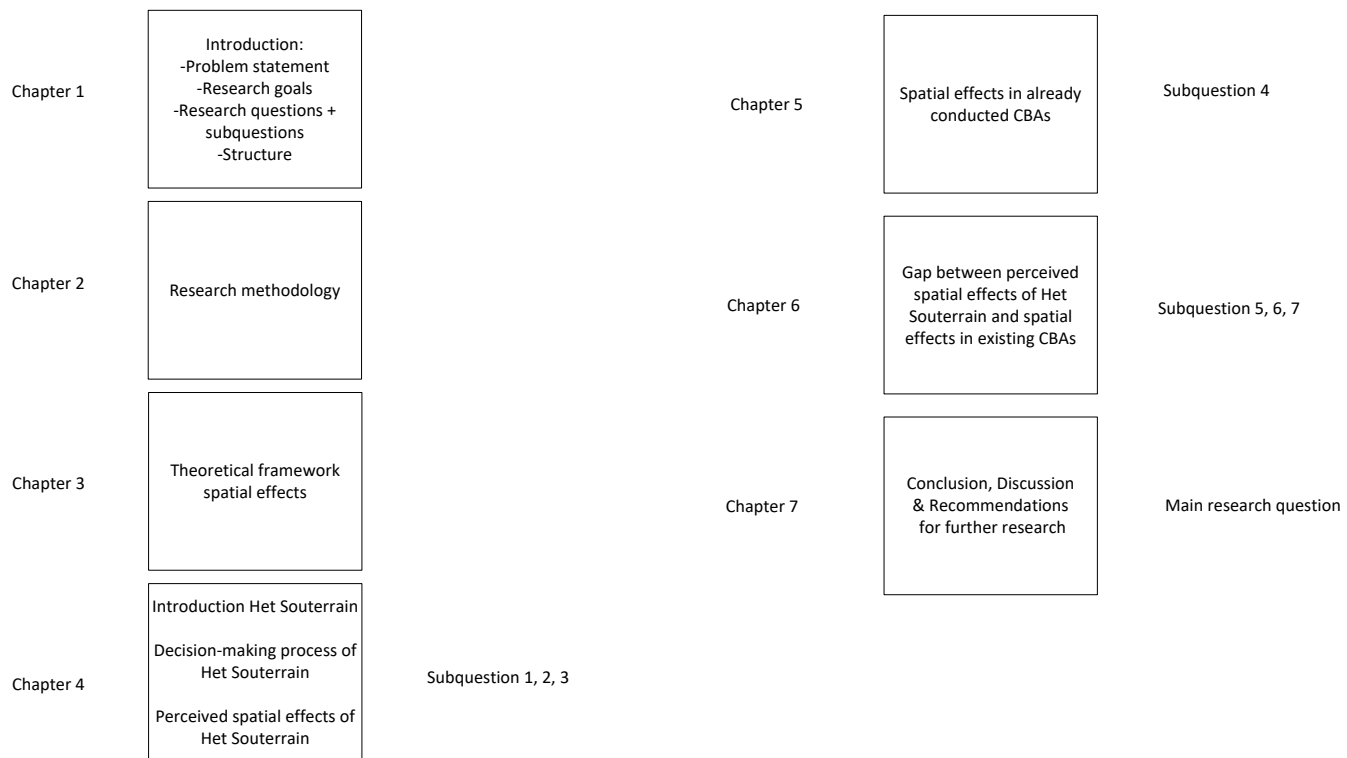 Chapter 1
Introduction:
-Problem statement
-Research goals
-Research questions +
subquestions
-Structure
Chapter 2
Research methodology
Chapter 3
Theoretical framework
spatial effects
Chapter 4
Introduction Het Souterrain
Decision-making process of
Het Souterrain
Perceived spatial effects of
Het Souterrain
Subquestion 1, 2, 3
Chapter 5
Spatial effects in already
conducted CBAs
Subquestion 4
Chapter 6
Gap between perceived
spatial effects of Het
Souterrain and spatial
effects in existing CBAs
Subquestion 5, 6, 7
Chapter 7
Conclusion, Discussion
& Recommendations
for further research
Main research question